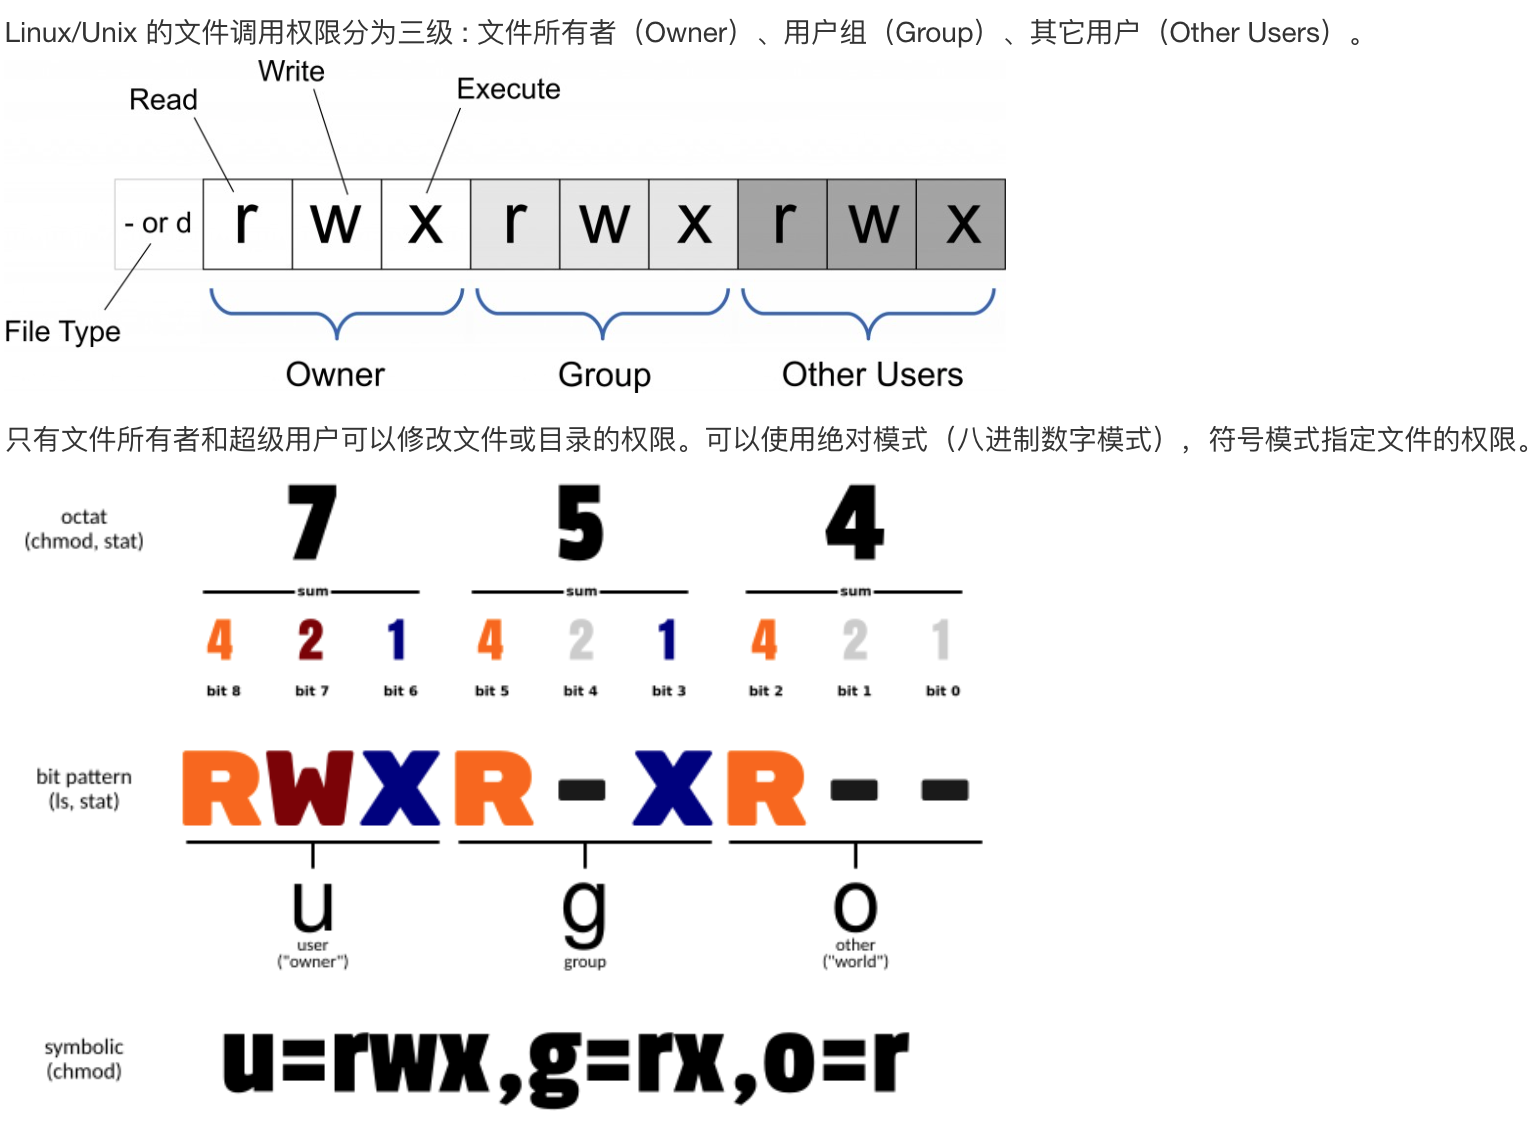 Linux/Unix 的文件调用权限分为三级 : 文件所有者（Owner）、用户组（Group）、其它用户（Other Users）。
Write
Read Execute
- or d r w x r w x r w x
File Type
Owner Group Other Users
只有文件所有者和超级用户可以修改文件或目录的权限。可以使用绝对模式（八进制数字模式），符号模式指定文件的权限。
octat
(chmod, stat)
7 5 4
sum sum sum
4 2 1 4 2 1 4 2 1
bit 8 bit 7 bit 6 bit 5 bit 4 bit 3 bit 2 bit 1 bit 0
bit pattern
(ls, stat)
RWX R-X R--
u g o
user
("owner")
group
other
("world")
symbolic
(chmod)
u=rwx,g=rx,o=r